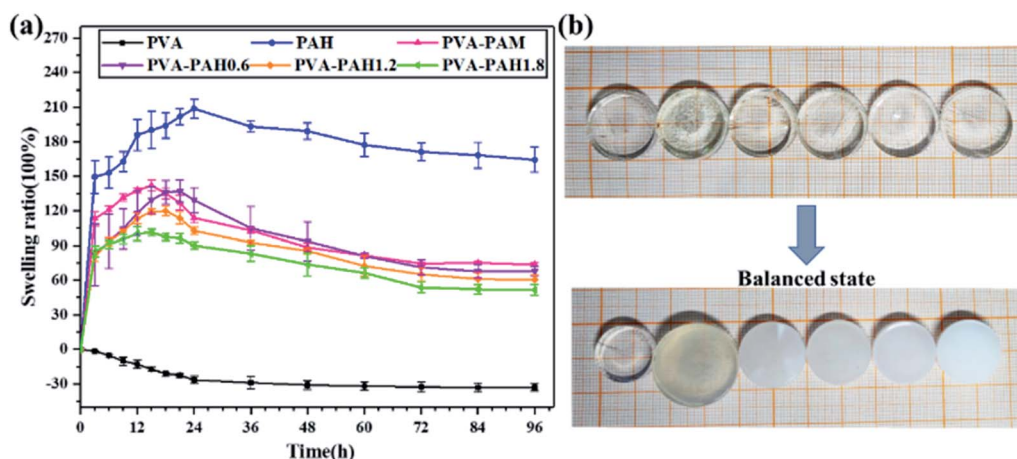 (a)
(b)
270
240
210
180
150
120
90
60
30
0
-30
Swelling ratio(100%)
PVA PAH PVA-PAM
PVA-PAH0.6 PVA-PAH1.2 PVA-PAH1.8
0 12 24 36 48 60 72 84 96
Time(h)
Balanced state